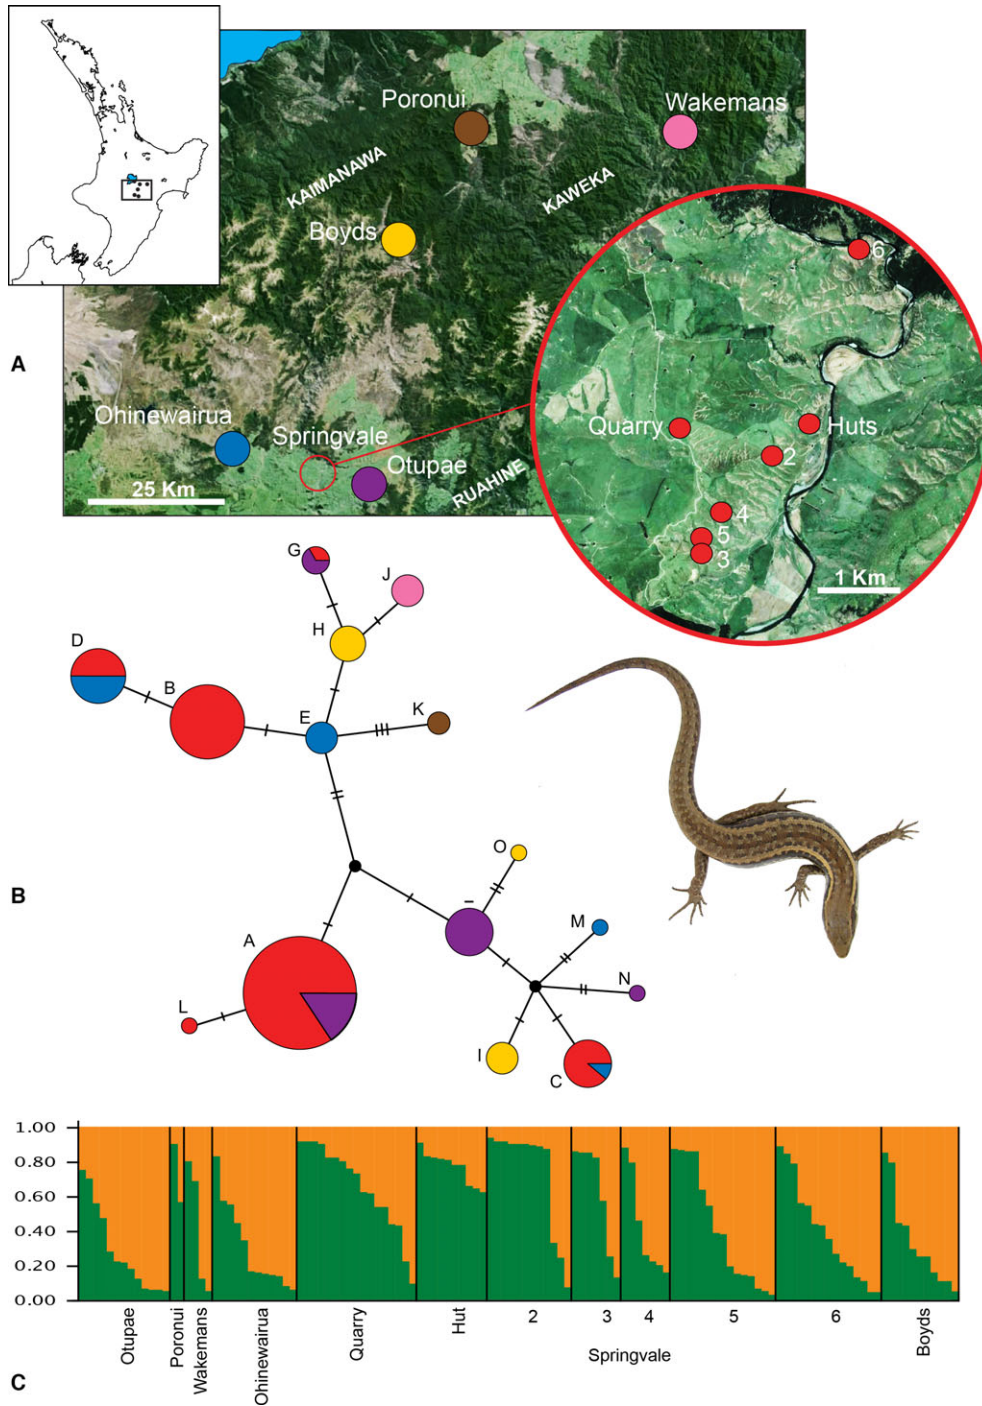 Poronui
Wakemans
KAIMANAWA
KAWEKA
Boyds
6
A
Ohinewairua
Springvale
Otupae
RUAHINE
25 Km
Quarry
Huts
2
4
5
3
1 Km
G
J
D
H
B
E
K
B
O
A
M
N
L
I
C
1.00
0.80
0.60
0.40
0.20
0.00
Otupae
Poronui
Wakemans
Ohinewairua
Quarry
Hut
2
3
4
5
6
Boyds
Springvale
C